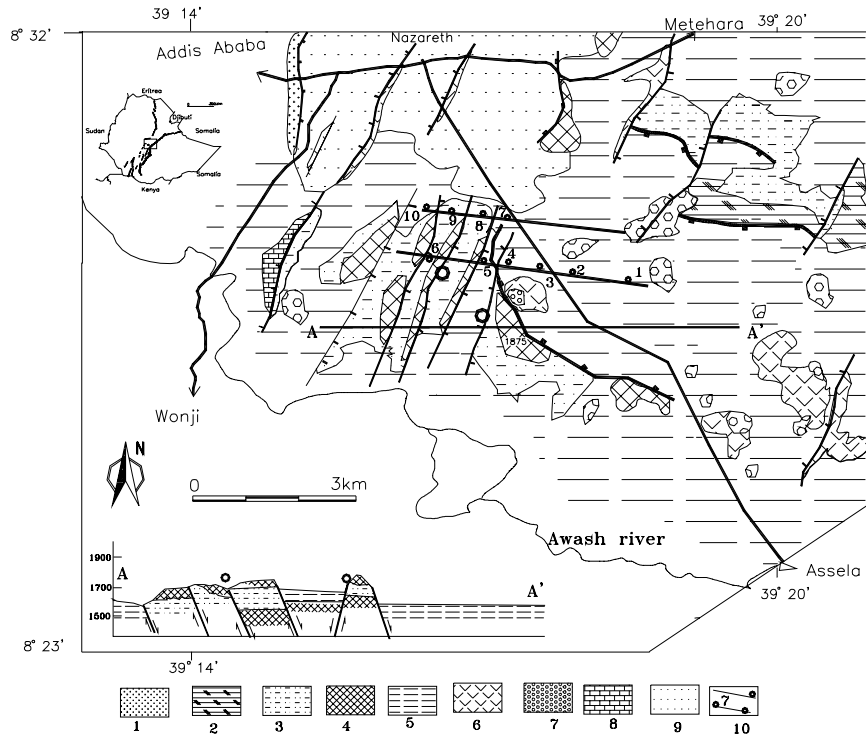 39° 14' 39° 20'
8° 32'
Addis Ababa Nazareth Metehara
Eritrea
Djibuti
Sudan Somalia
Somalia
Kenya
10 9 8 7
6 5 4 3 2 1
A A'
1875
Wonji
N
0 3km
Awash river
Assela
39° 20'
1900
1700
1500
A A'
8° 23'
39° 14'
7
1 2 3 4 5 6 7 8 9 10